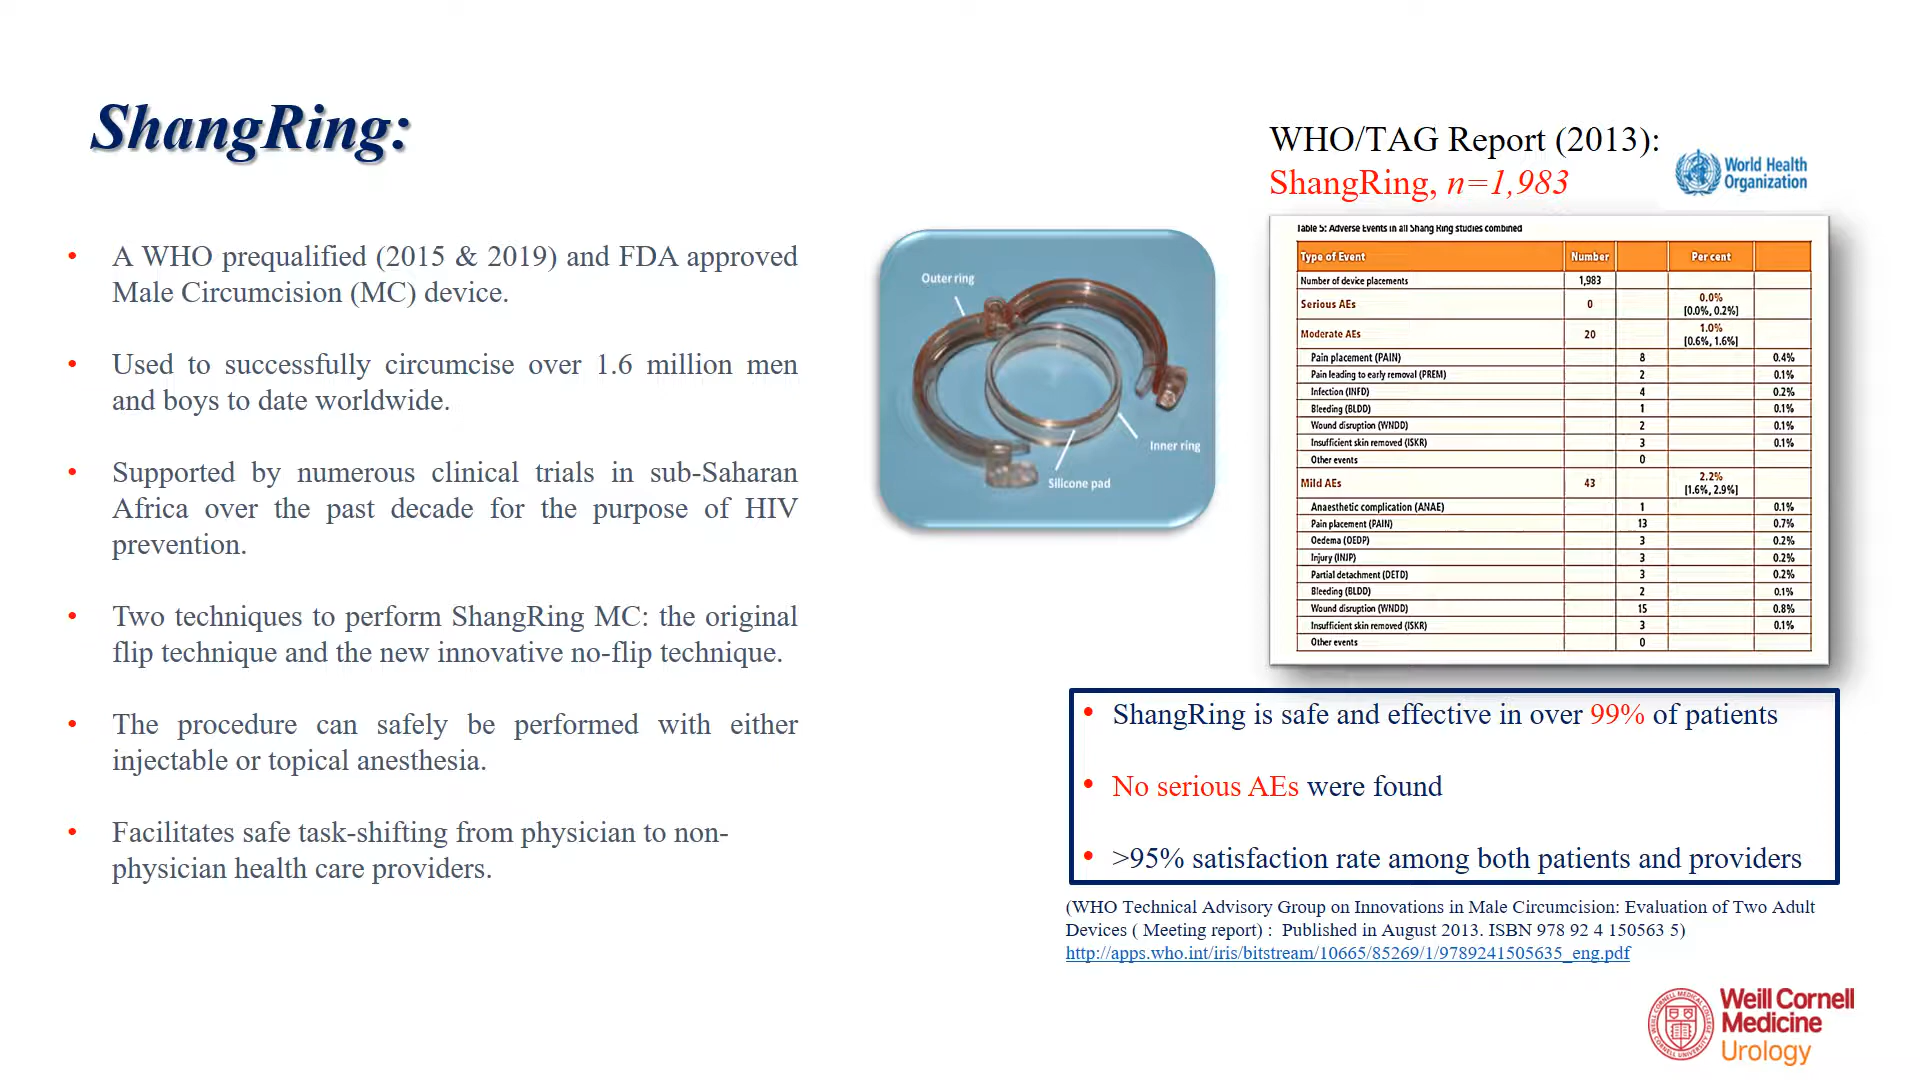 ShangRing:
• A WHO prequalified (2015 & 2019) and FDA approved
Male Circumcision (MC) device.
• Used to successfully circumcise over 1.6 million men
and boys to date worldwide.
• Supported by numerous clinical trials in sub-Saharan
Africa over the past decade for the purpose of HIV
prevention.
• Two techniques to perform ShangRing MC: the original
flip technique and the new innovative no-flip technique.
• The procedure can safely be performed with either
injectable or topical anesthesia.
• Facilitates safe task-shifting from physician to non-
physician health care providers.
Outer ring
Inner ring
Silicone pad
WHO/TAG Report (2013):
ShangRing, n=1,983
World Health
Organization
Table 5: Adverse Events in all Shang Ring studies combined
Type of Event Number Per cent
Number of device placements 1,983
Serious AEs 0 0.0%
[0.0%, 0.2%]
Moderate AEs 20 1.0%
[0.6%, 1.6%]
Pain placement (PAIN) 8 0.4%
Pain leading to early removal (PREM) 2 0.1%
Infection (INFD) 4 0.2%
Bleeding (BLDD) 1 0.1%
Wound disruption (WNDD) 2 0.1%
Insufficient skin removed (ISKR) 3 0.1%
Other events 0
Mild AEs 43 2.2%
[1.6%, 2.9%]
Anaesthetic complication (ANAE) 1 0.1%
Pain placement (PAIN) 13 0.7%
Oedema (OEDP) 3 0.2%
Injury (INJP) 3 0.2%
Partial detachment (DETD) 3 0.2%
Bleeding (BLDD) 2 0.1%
Wound disruption (WNDD) 15 0.8%
Insufficient skin removed (ISKR) 3 0.1%
Other events 0
• ShangRing is safe and effective in over 99% of patients
• No serious AEs were found
• >95% satisfaction rate among both patients and providers
(WHO Technical Advisory Group on Innovations in Male Circumcision: Evaluation of Two Adult
Devices ( Meeting report) : Published in August 2013. ISBN 978 92 4 150563 5)
http://apps.who.int/iris/bitstream/10665/85269/1/9789241505635_eng.pdf
Weill Cornell
Medicine
Urology